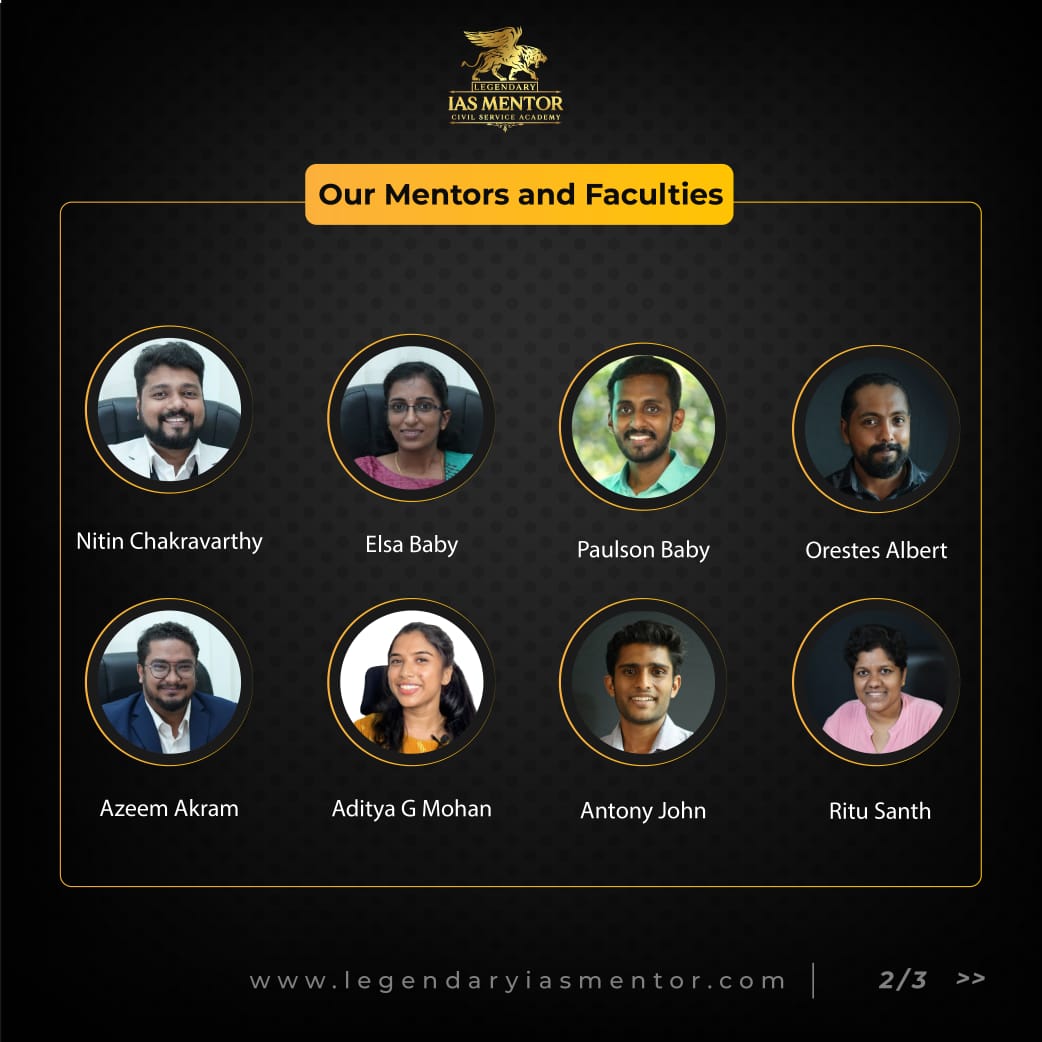 LEGENDARY
IAS MENTOR
CIVIL SERVICE ACADEMY
Our Mentors and Faculties
Nitin Chakravarthy
Elsa Baby
Paulson Baby
Orestes Albert
Azeem Akram
Aditya G Mohan
Antony John
Ritu Santh
www.legendaryiasmentor.com
2/3 >>